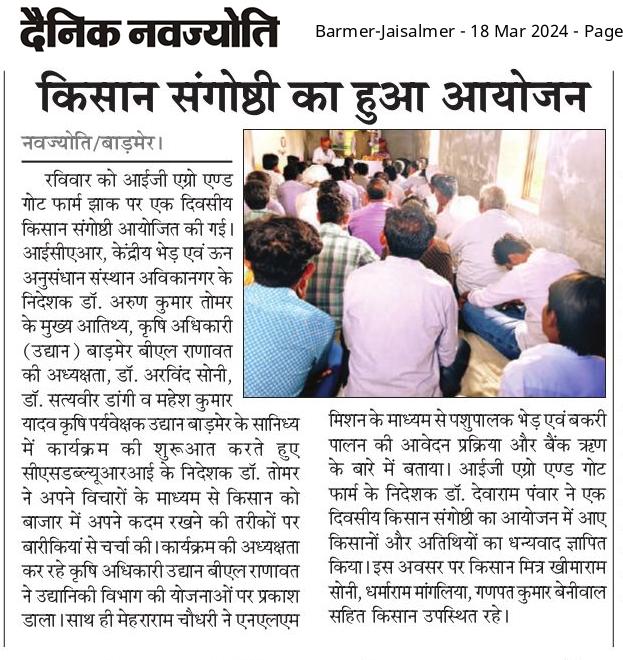 दैनिक नवज्योति
Barmer-Jaisalmer - 18 Mar 2024 - Page
किसान संगोष्ठी का हुआ आयोजन
नवज्योति/बाड़मेर।
रविवार को आईजी एग्रो एण्ड
गोट फार्म झाक पर एक दिवसीय
किसान संगोष्ठी आयोजित की गई।
आईसीएआर, केंद्रीय भेड़ एवं ऊन
अनुसंधान संस्थान अविकानगर के
निदेशक डॉ. अरुण कुमार तोमर
के मुख्य आतिथ्य, कृषि अधिकारी
(उद्यान) बाड़मेर बीएल राणावत
की अध्यक्षता, डॉ. अरविंद सोनी,
डॉ. सत्यवीर डांगी व महेश कुमार
यादव कृषि पर्यवेक्षक उद्यान बाड़मेर के सानिध्य
में कार्यक्रम की शुरूआत करते हुए
सीएसडब्ल्यूआरआई के निदेशक डॉ. तोमर
ने अपने विचारों के माध्यम से किसान को
बाजार में अपने कदम रखने की तरीकों पर
बारीकियां से चर्चा की। कार्यक्रम की अध्यक्षता
कर रहे कृषि अधिकारी उद्यान बीएल राणावत
ने उद्यानिकी विभाग की योजनाओं पर प्रकाश
डाला। साथ ही मेहराराम चौधरी ने एनएलएम
मिशन के माध्यम से पशुपालक भेड़ एवं बकरी
पालन की आवेदन प्रक्रिया और बैंक ऋण
के बारे में बताया। आईजी एग्रो एण्ड गोट
फार्म के निदेशक डॉ. देवाराम पंवार ने एक
दिवसीय किसान संगोष्ठी का आयोजन में आए
किसानों और अतिथियों का धन्यवाद ज्ञापित
किया। इस अवसर पर किसान मित्र खीमाराम
सोनी, धर्माराम मांगलिया, गणपत कुमार बेनीवाल
सहित किसान उपस्थित रहे।